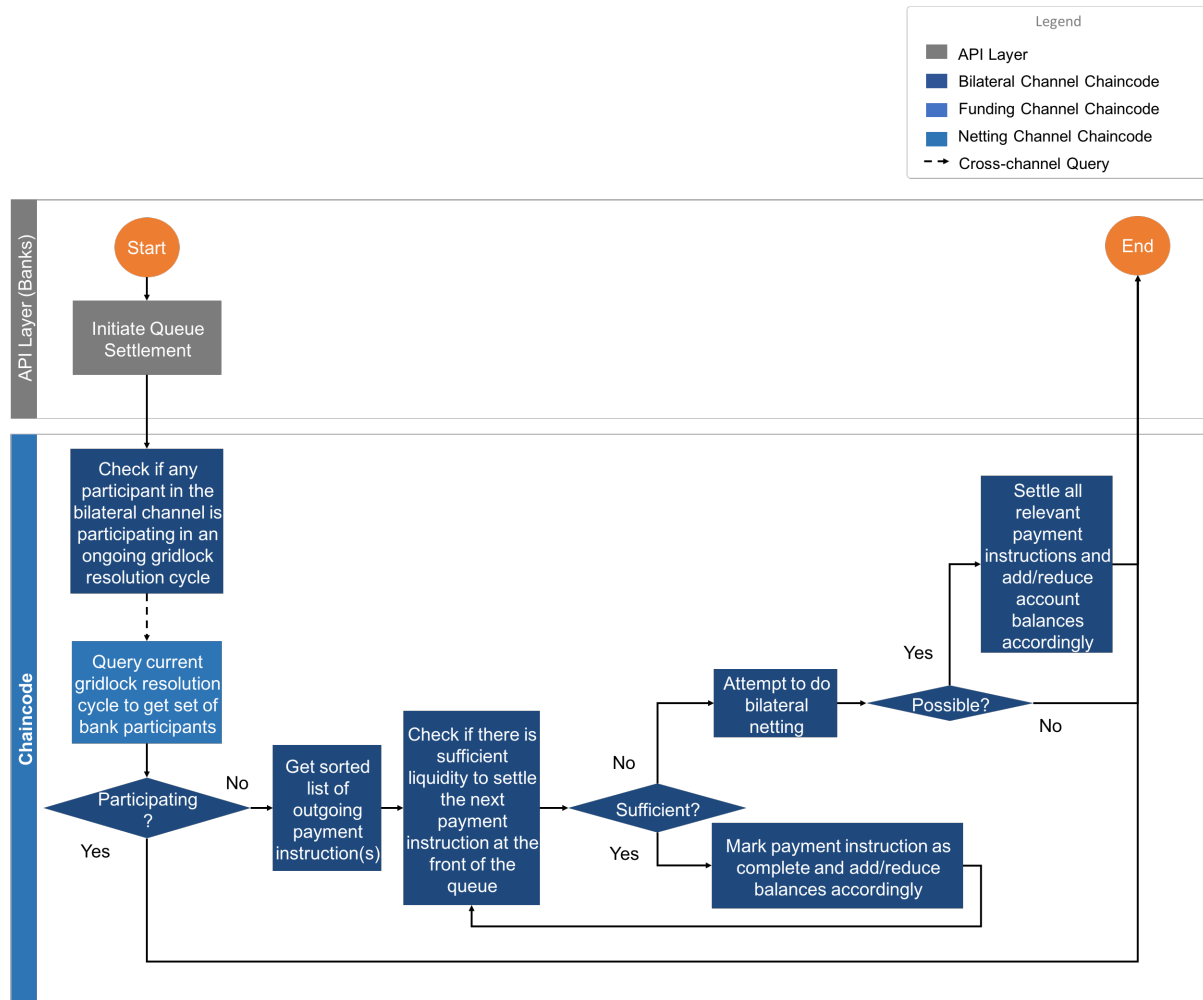 Legend
API Layer
Bilateral Channel Chaincode
Funding Channel Chaincode
Netting Channel Chaincode
Cross-channel Query
API Layer (Banks)
Start
End
Initiate Queue
Settlement
Chaincode
Check if any
participant in the
bilateral channel is
participating in an
ongoing gridlock
resolution cycle
Query current
gridlock resolution
cycle to get set of
bank participants
Participating
?
No
Yes
Get sorted
list of
outgoing
payment
instruction(s)
Check if there is
sufficient
liquidity to settle
the next
payment
instruction at the
front of the
queue
Sufficient?
No
Yes
Attempt to do
bilateral
netting
Possible?
Yes
No
Settle all
relevant
payment
instructions and
add/reduce
account
balances
accordingly
Mark payment instruction as
complete and add/reduce
balances accordingly